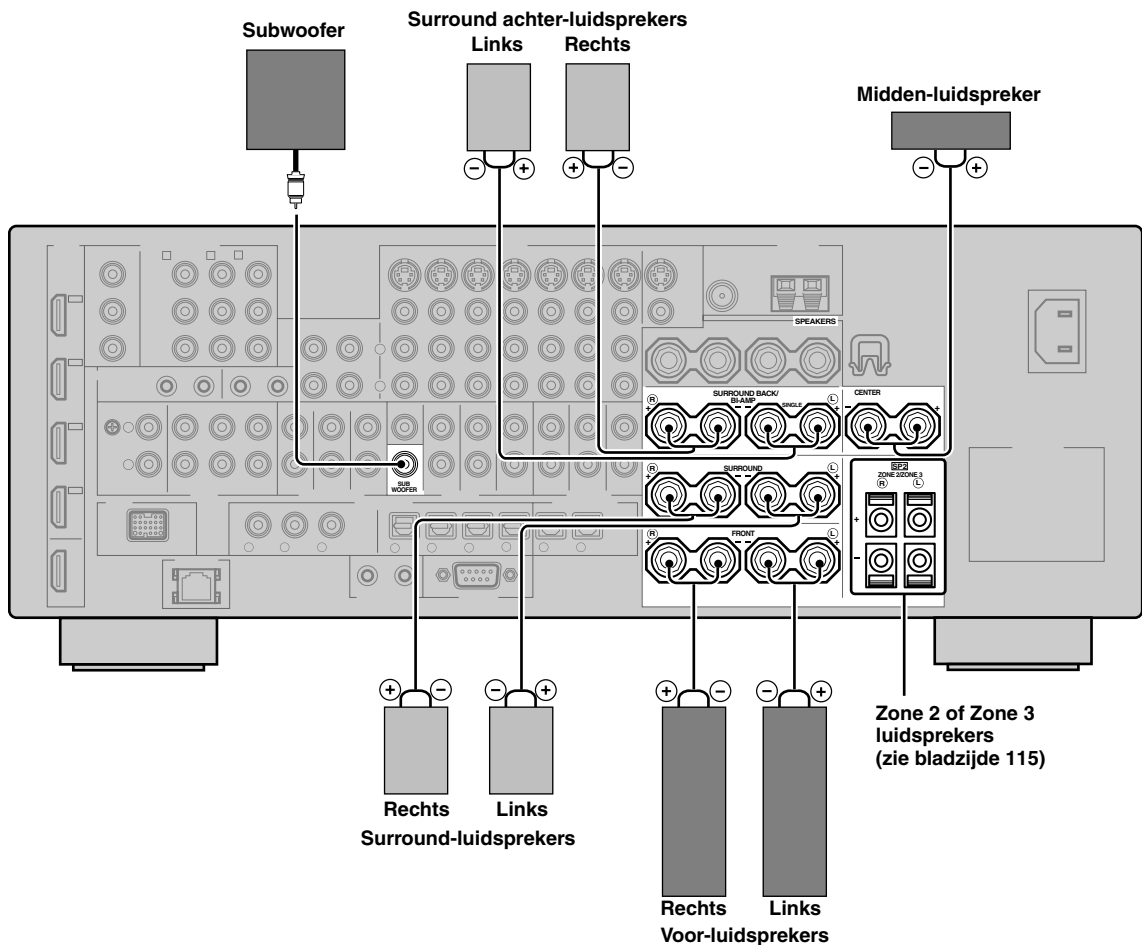 Surround achter-luidsprekers
Subwoofer
Links
Rechts
Midden-luidspreker
− + + −
− +
SPEAKERS
R SURROUND BACK/ L
BI-AMP
SINGLE
+ +
CENTER
− +
SUB
WOOFER
R SURROUND L
+ +
SP2
ZONE 2/ZONE 3
R L
+
−
R FRONT L
+ +
+ − − +
+ − − +
Rechts
Links
Surround-luidsprekers
Zone 2 of Zone 3
luidsprekers
(zie bladzijde 115)
Rechts
Links
Voor-luidsprekers